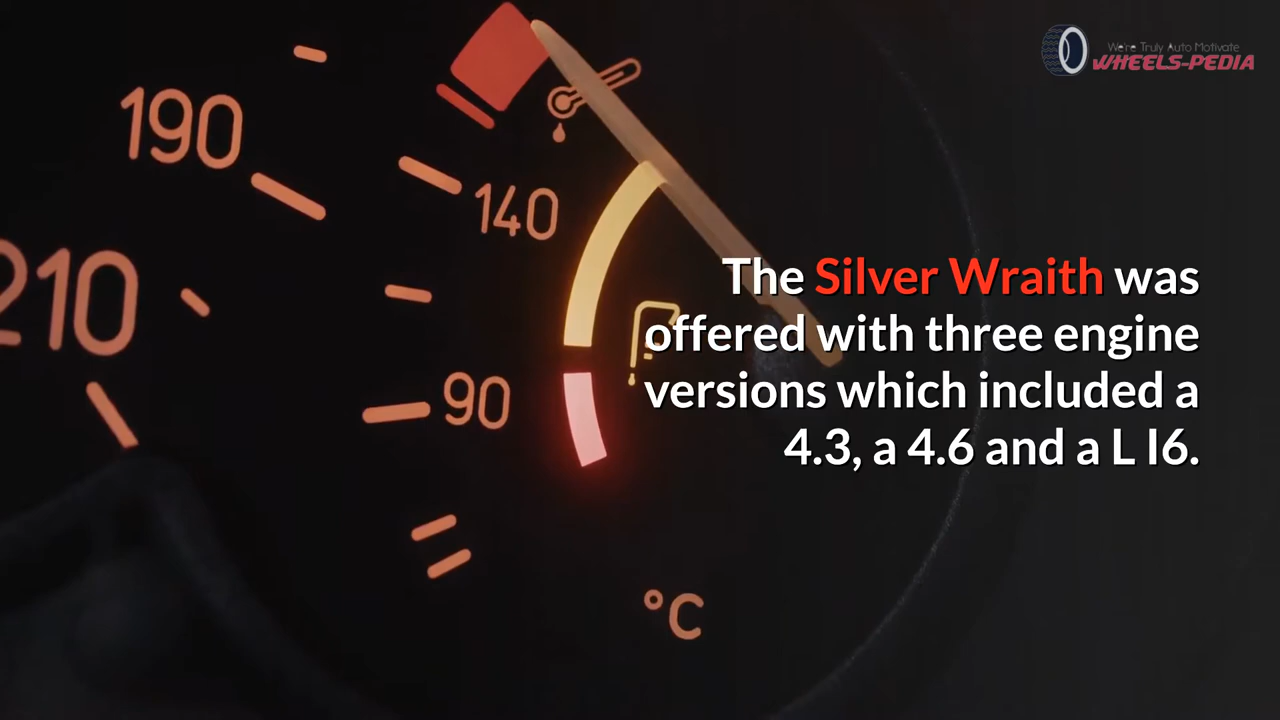 We're Truly Auto Motivate
WHEELS-PEDIA
190
140
210
The Silver Wraith was
offered with three engine
versions which included a
4.3, a 4.6 and a L I6.
90
°C